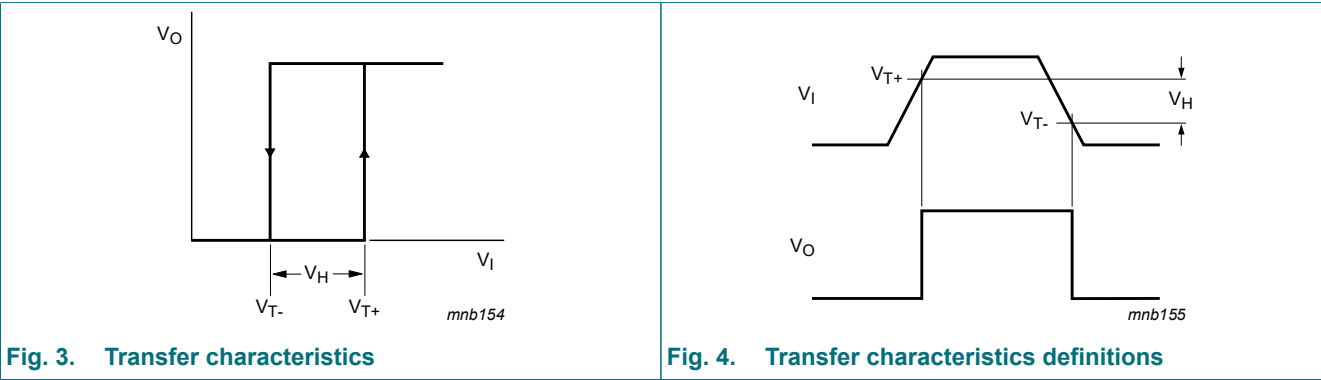 VO
VH
VI
VT-
VT+
mnb154
Fig. 3. Transfer characteristics
VT+
VI
VH
VT-
VO
mnb155
Fig. 4. Transfer characteristics definitions